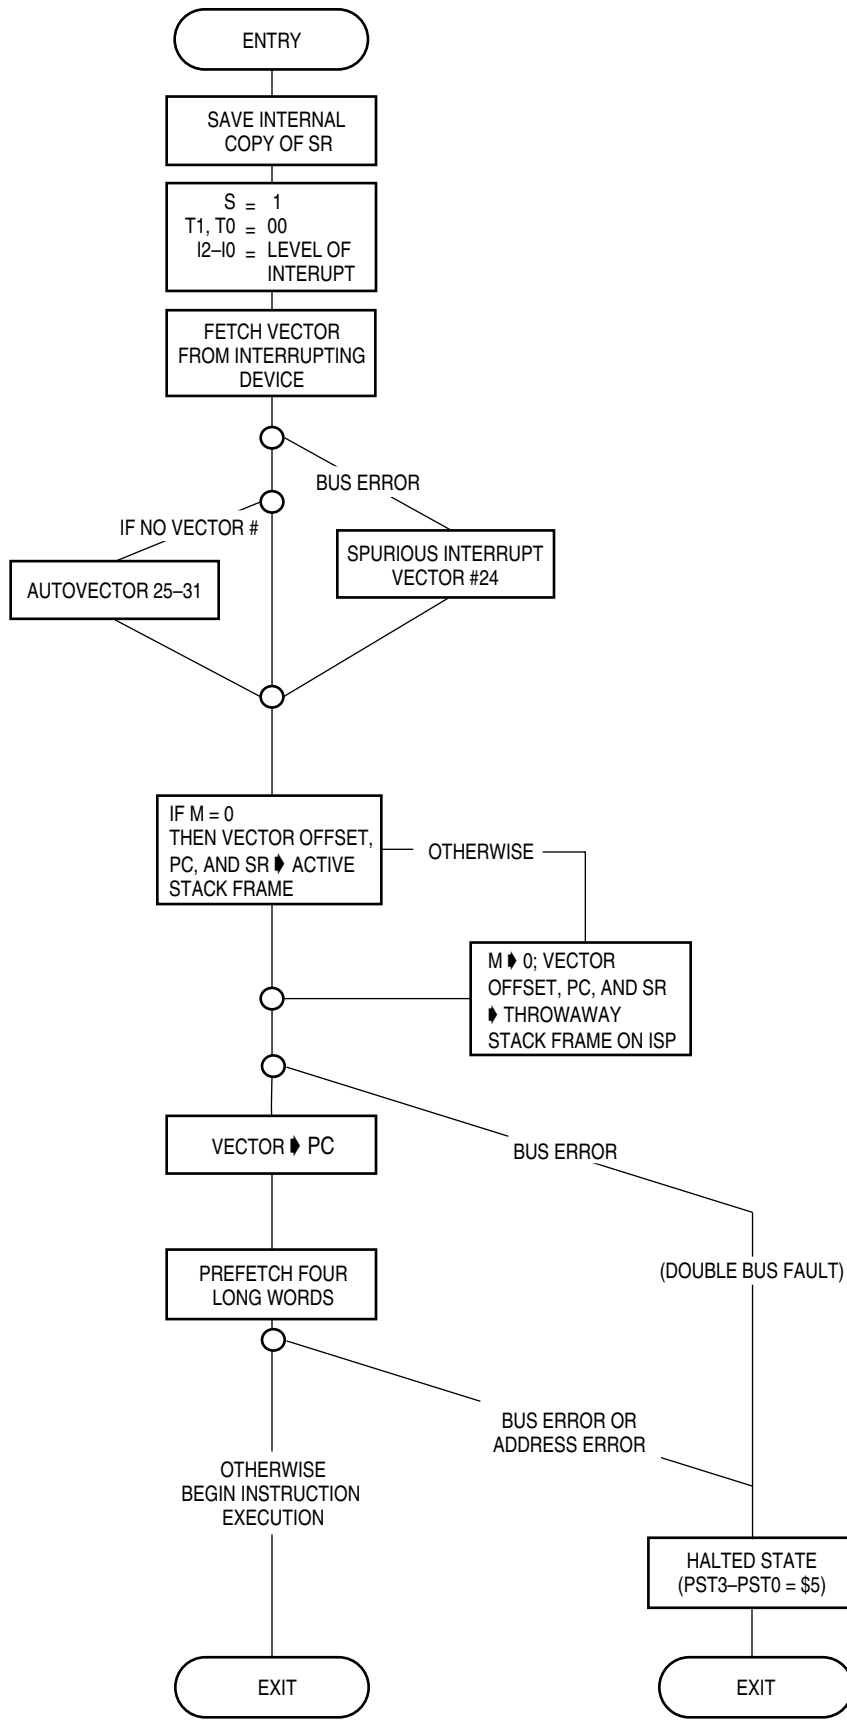 ENTRY
SAVE INTERNAL
COPY OF SR
S = 1
T1, T0 = 00
I2–I0 = LEVEL OF
INTERUPT
FETCH VECTOR
FROM INTERRUPTING
DEVICE
BUS ERROR
IF NO VECTOR #
SPURIOUS INTERRUPT
VECTOR #24
AUTOVECTOR 25–31
IF M = 0
THEN VECTOR OFFSET,
PC, AND SR ➧ ACTIVE
STACK FRAME
OTHERWISE
M ➧ 0; VECTOR
OFFSET, PC, AND SR
➧ THROWAWAY
STACK FRAME ON ISP
VECTOR ➧ PC
BUS ERROR
(DOUBLE BUS FAULT)
PREFETCH FOUR
LONG WORDS
BUS ERROR OR
ADDRESS ERROR
OTHERWISE
BEGIN INSTRUCTION
EXECUTION
HALTED STATE
(PST3–PST0 = $5)
EXIT
EXIT